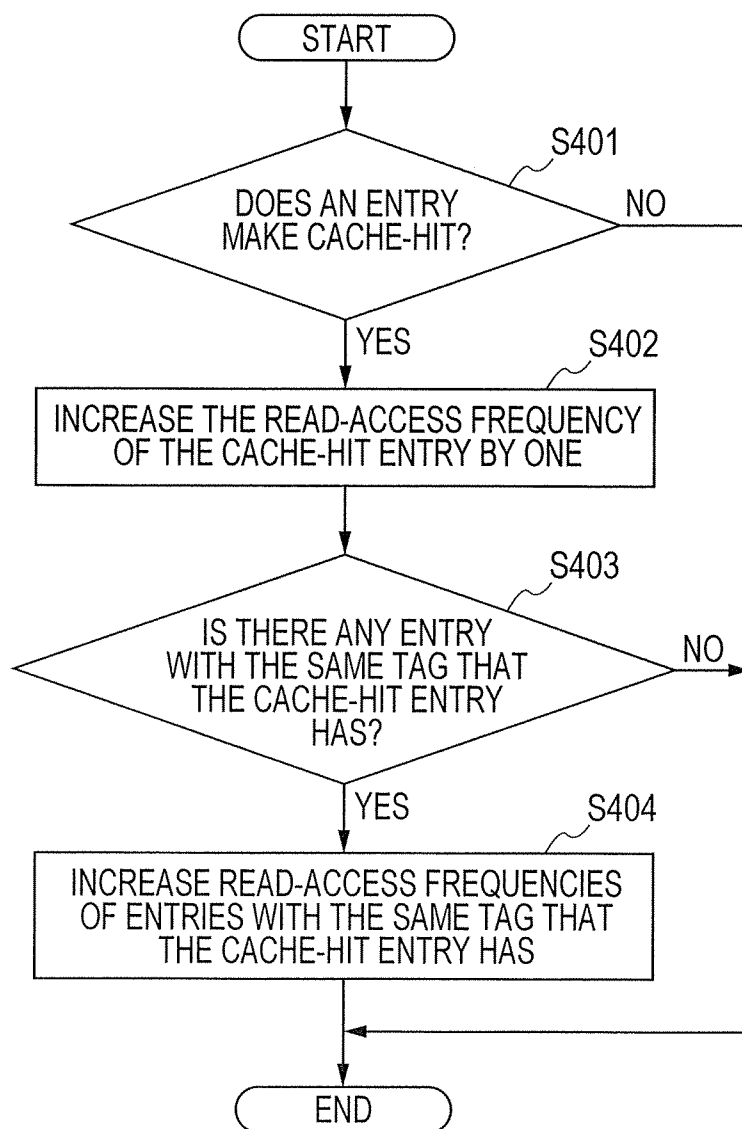 START
S401
DOES AN ENTRY
MAKE CACHE-HIT?
NO
YES
S402
INCREASE THE READ-ACCESS FREQUENCY
OF THE CACHE-HIT ENTRY BY ONE
S403
IS THERE ANY ENTRY
WITH THE SAME TAG THAT
THE CACHE-HIT ENTRY
HAS?
NO
YES
S404
INCREASE READ-ACCESS FREQUENCIES
OF ENTRIES WITH THE SAME TAG THAT
THE CACHE-HIT ENTRY HAS
END